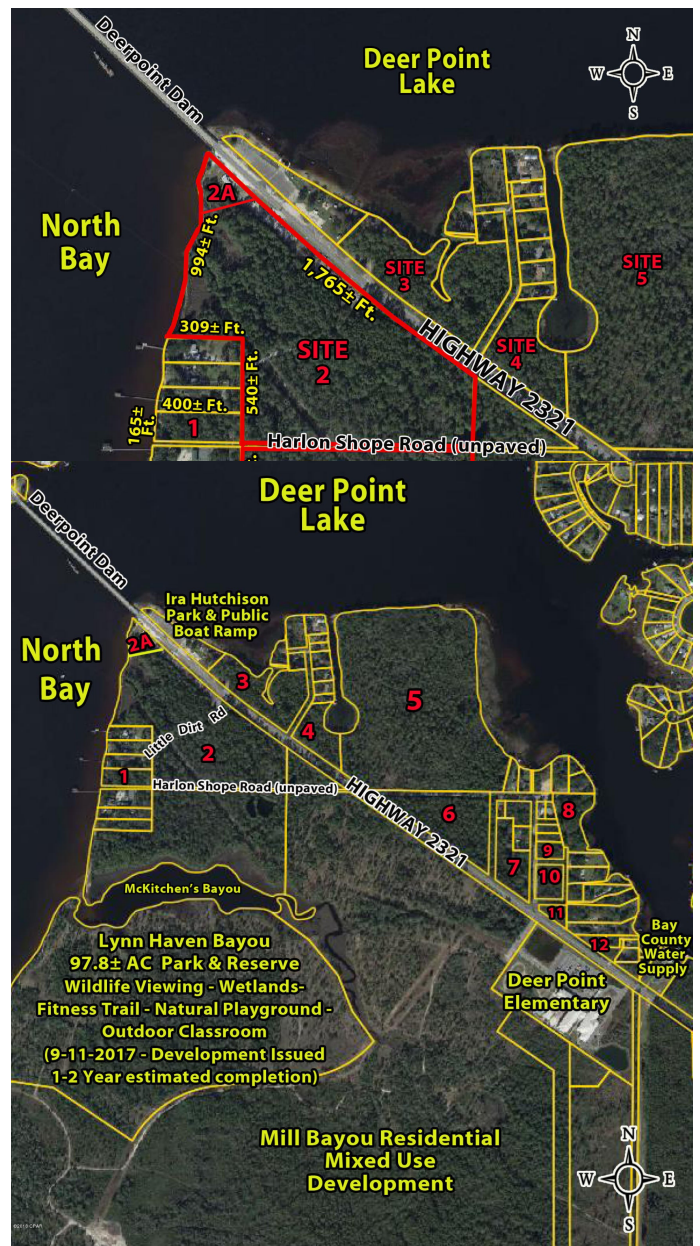 Deerpoint Dam
Deer Point
Lake
N
W E
S
North
Bay
2A
994± Ft.
1,765± Ft.
SITE
3
SITE
5
309± Ft.
SITE
2
SITE
4
HIGHWAY 2321
540± Ft.
400± Ft.
165±
Ft.
1
Harlon Shope Road (unpaved)
Deer Point
Lake
Deerpoint Dam
Ira Hutchison
Park & Public
Boat Ramp
North
Bay
2A
3
5
Little Dirt Rd
2
4
1
Harlon Shope Road (unpaved)
HIGHWAY 2321
6
8
7
9
10
11
12
McKitchen's Bayou
Lynn Haven Bayou
97.8± AC Park & Reserve
Wildlife Viewing - Wetlands-
Fitness Trail - Natural Playground -
Outdoor Classroom
(9-11-2017 - Development Issued
1-2 Year estimated completion)
Bay
County
Water
Supply
Deer Point
Elementary
Mill Bayou Residential
Mixed Use
Development
N
W E
S